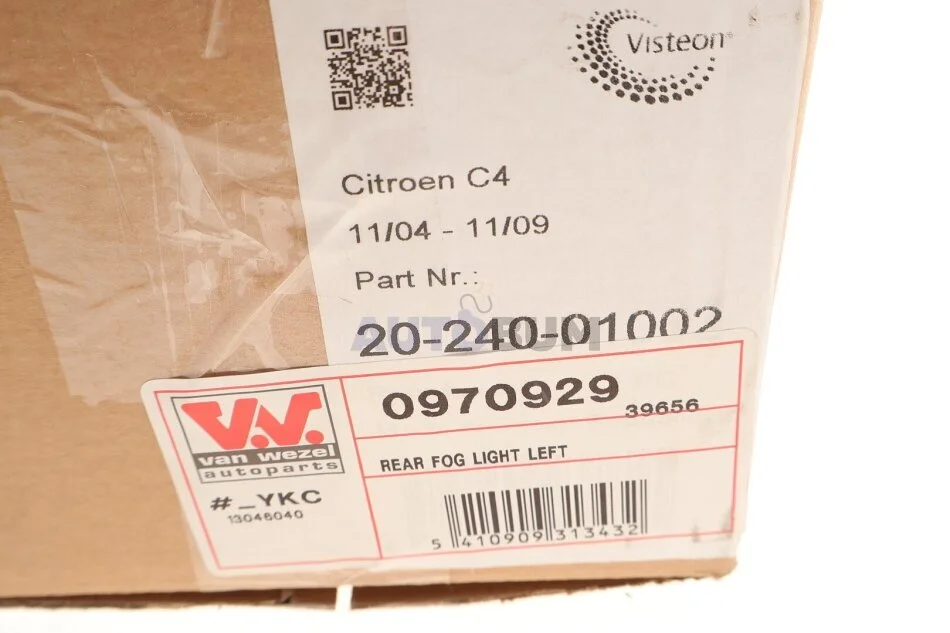 Visteon
Citroen C4
11/04 - 11/09
Part Nr.:
20-240-01002
AUTOBUM
0970929 39656
V.V.
van wezel
autoparts
REAR FOG LIGHT LEFT
#_YKC
13046040
5 410909 313432